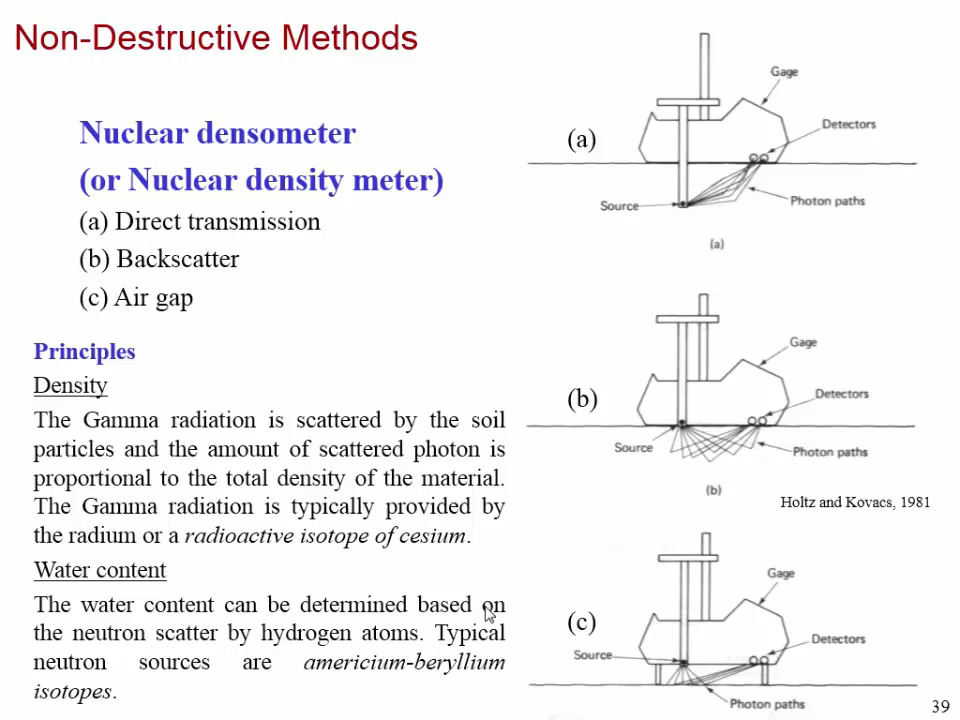 Non-Destructive Methods
Nuclear densometer
(or Nuclear density meter)
(a) Direct transmission
(b) Backscatter
(c) Air gap
Principles
Density
The Gamma radiation is scattered by the soil
particles and the amount of scattered photon is
proportional to the total density of the material.
The Gamma radiation is typically provided by
the radium or a radioactive isotope of cesium.
Water content
The water content can be determined based on
the neutron scatter by hydrogen atoms. Typical
neutron sources are americium-beryllium
isotopes.
(a)
Gage
Detectors
Source
Photon paths
(a)
(b)
Gage
Detectors
Source
Photon paths
(b)
Holtz and Kovacs, 1981
(c)
Gage
Detectors
Source
Photon paths
39